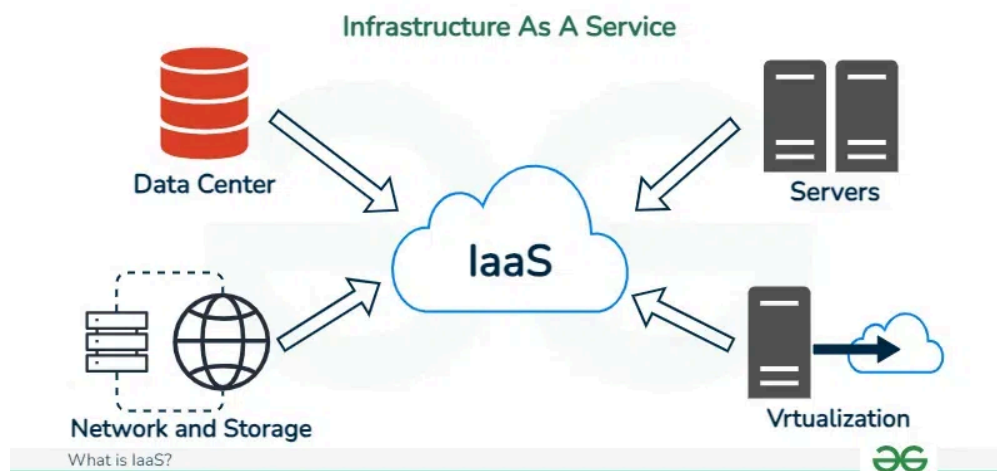 Infrastructure As A Service
Data Center
Servers
IaaS
Network and Storage
Vrtualization
What is IaaS?